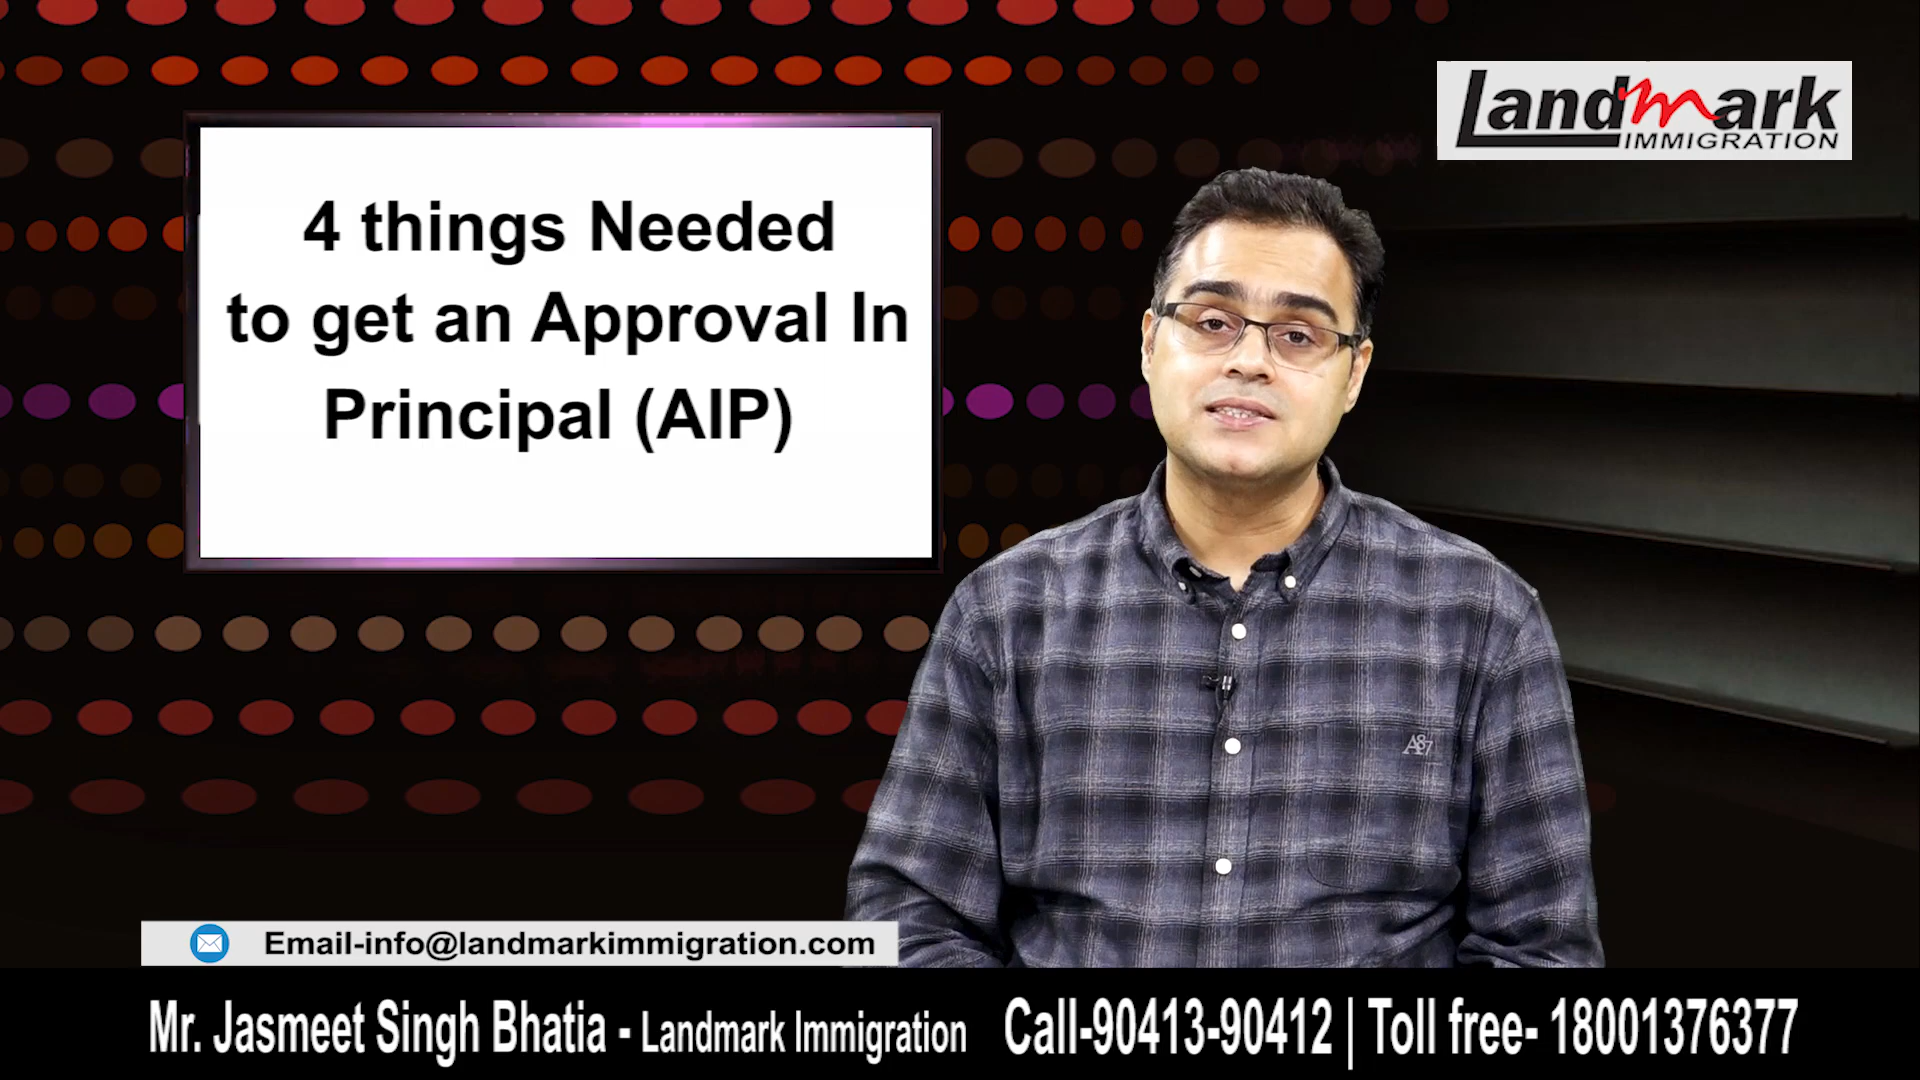 Landmark
IMMIGRATION
4 things Needed
to get an Approval In
Principal (AIP)
A87
Email-info@landmarkimmigration.com
Mr. Jasmeet Singh Bhatia - Landmark Immigration Call-90413-90412 | Toll free- 18001376377